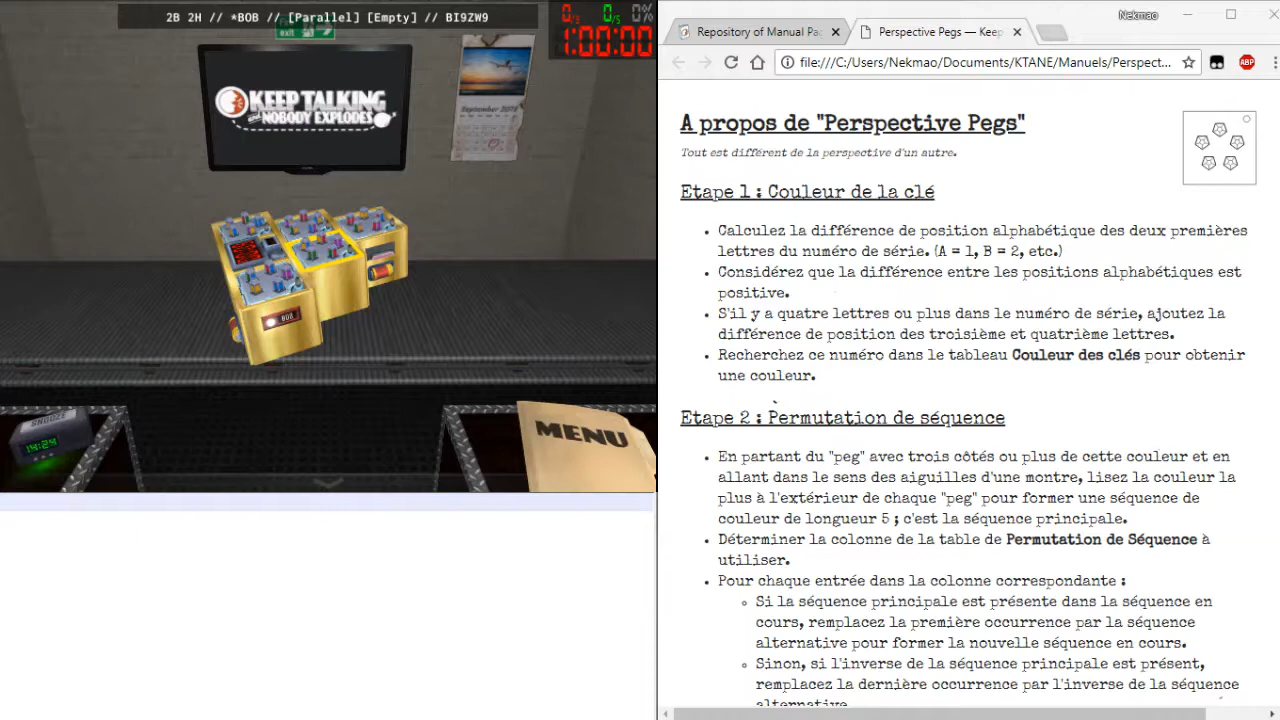 2B 2H // *BOB // [Parallel] [Empty] // BI9ZW9
0/s 0/s 0%
1:00:00
exit
KEEP TALKING
and NOBODY EXPLODES
September
BOB
14:24
MENU
Nekmao
Repository of Manual Pac
Perspective Pegs — Keep
file:///C:/Users/Nekmao/Documents/KTANE/Manuels/Perspect...
ABP
A propos de "Perspective Pegs"
Tout est différent de la perspective d'un autre.
Etape 1 : Couleur de la clé
• Calculez la différence de position alphabétique des deux premières
lettres du numéro de série. (A = 1, B = 2, etc.)
• Considérez que la différence entre les positions alphabétiques est
positive.
• S'il y a quatre lettres ou plus dans le numéro de série, ajoutez la
différence de position des troisième et quatrième lettres.
• Recherchez ce numéro dans le tableau Couleur des clés pour obtenir
une couleur.
Etape 2 : Permutation de séquence
• En partant du "peg" avec trois côtés ou plus de cette couleur et en
allant dans le sens des aiguilles d'une montre, lisez la couleur la
plus à l'extérieur de chaque "peg" pour former une séquence de
couleur de longueur 5 ; c'est la séquence principale.
• Déterminer la colonne de la table de Permutation de Séquence à
utiliser.
• Pour chaque entrée dans la colonne correspondante :
◦ Si la séquence principale est présente dans la séquence en
cours, remplacez la première occurrence par la séquence
alternative pour former la nouvelle séquence en cours.
◦ Sinon, si l'inverse de la séquence principale est présent,
remplacez la dernière occurrence par l'inverse de la séquence
alternative.